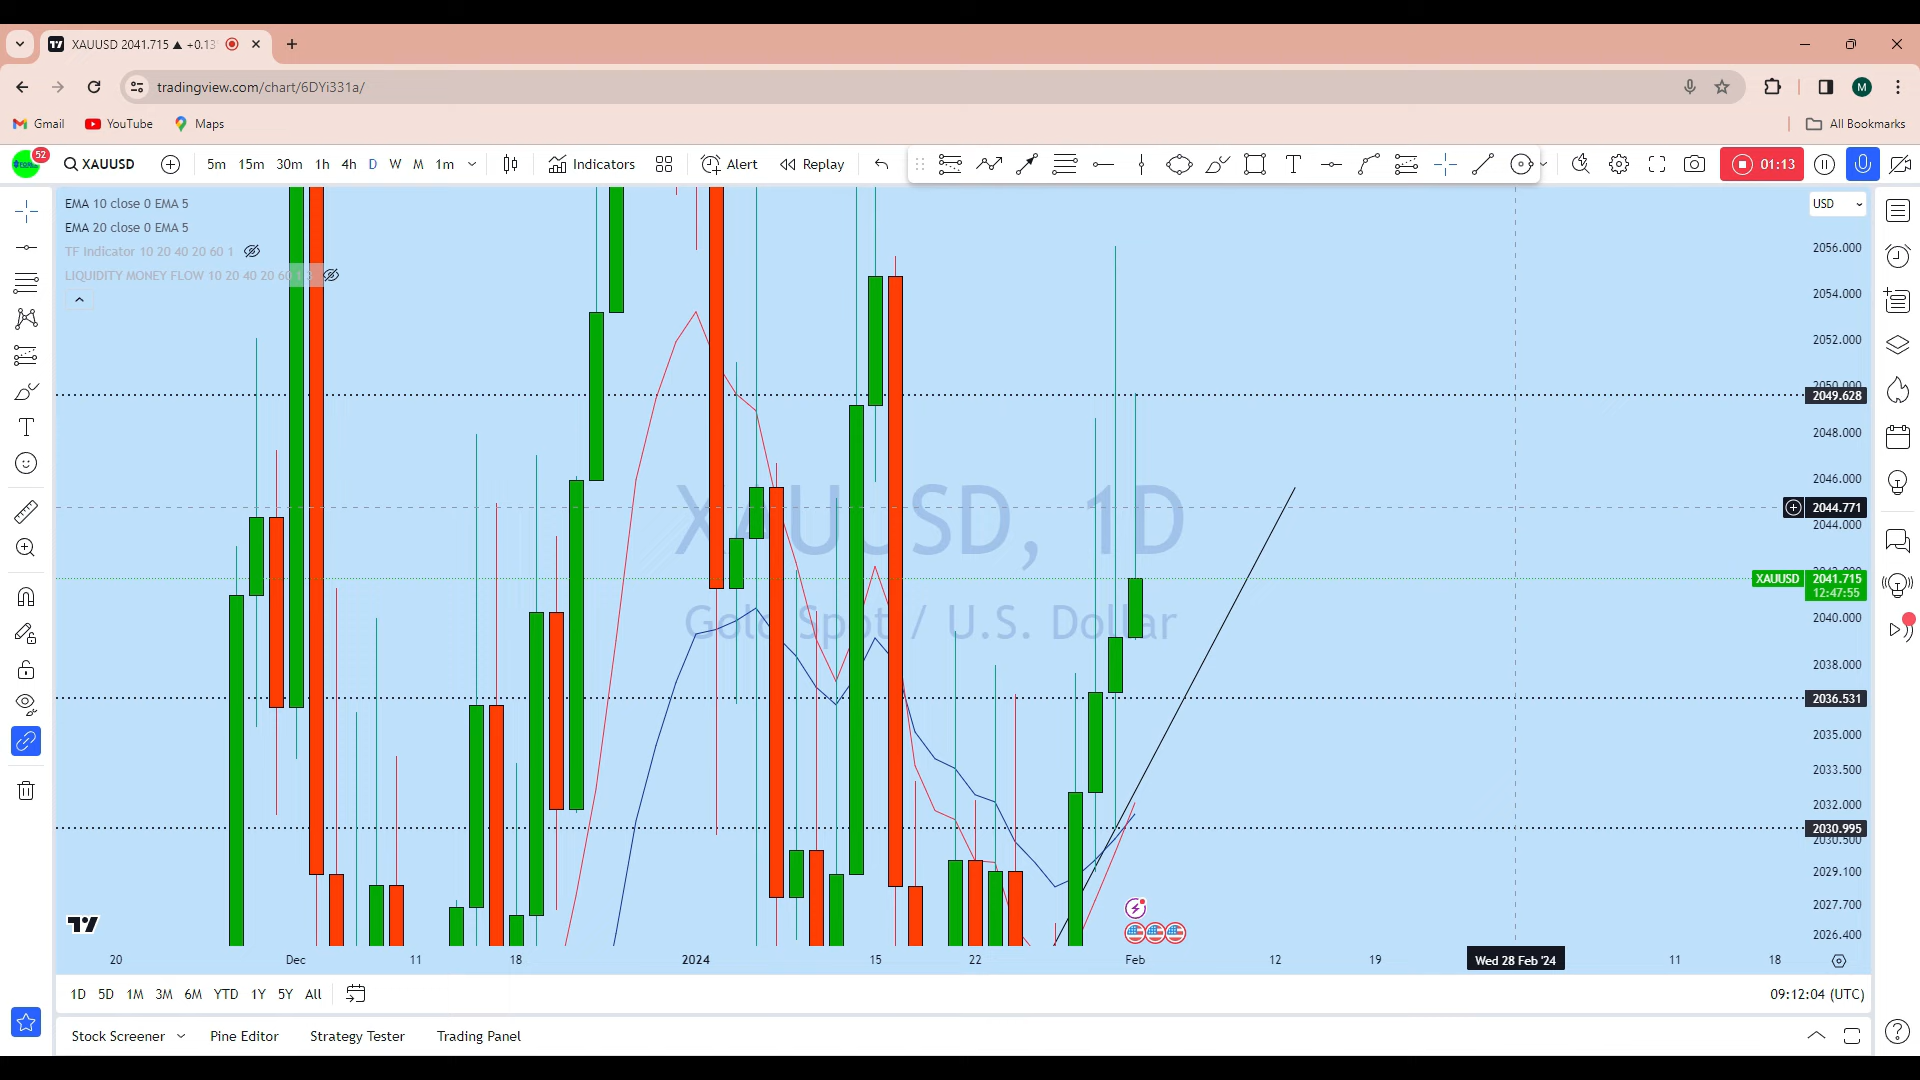 XAUUSD 2041.715 ▲ +0.13
tradingview.com/chart/6DYi331a/
Gmail YouTube Maps All Bookmarks
52 XAUUSD 5m 15m 30m 1h 4h D W M 1m Indicators Alert Replay T 01:13
EMA 10 close 0 EMA 5
EMA 20 close 0 EMA 5
TF Indicator 10 20 40 20 60 1
LIQUIDITY MONEY FLOW 10 20 40 20 60
USD
2056.000
2054.000
2052.000
2049.628
2048.000
2046.000
2044.771
2044.000
XAUUSD 2041.715
12:47:55
2040.000
2038.000
2036.531
2035.000
2033.500
2032.000
2030.995
2030.500
2029.100
2027.700
2026.400
XAUUSD, 1D
Gold Spot / U.S. Dollar
20 Dec 11 18 2024 15 22 Feb 12 19 Wed 28 Feb '24 11 18
1D 5D 1M 3M 6M YTD 1Y 5Y All 09:12:04 (UTC)
Stock Screener Pine Editor Strategy Tester Trading Panel